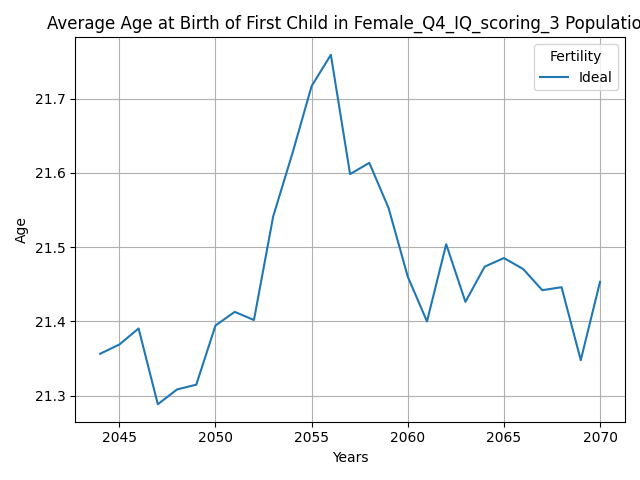 Average Age at Birth of First Child in Female_Q4_IQ_scoring_3 Populatio
Fertility
Ideal
Age
21.7
21.6
21.5
21.4
21.3
2045 2050 2055 2060 2065 2070
Years